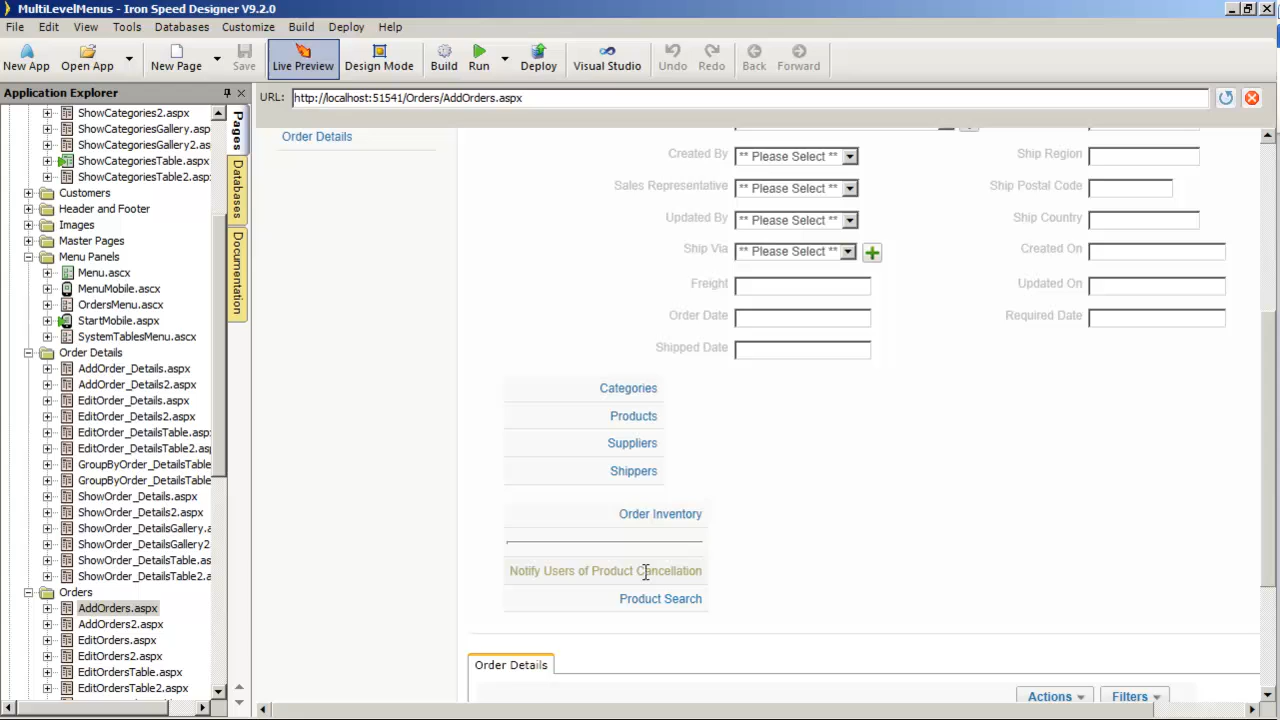 MultiLevelMenus - Iron Speed Designer V9.2.0
File Edit View Tools Databases Customize Build Deploy Help
New App Open App New Page Save Live Preview Design Mode Build Run Deploy Visual Studio Undo Redo Back Forward
Application Explorer
URL: http://localhost:51541/Orders/AddOrders.aspx
Pages
Databases
Documentation
ShowCategories2.aspx
ShowCategoriesGallery.asp
ShowCategoriesGallery2.as
ShowCategoriesTable.aspx
ShowCategoriesTable2.asp
Customers
Header and Footer
Images
Master Pages
Menu Panels
Menu.ascx
MenuMobile.ascx
OrdersMenu.ascx
StartMobile.aspx
SystemTablesMenu.ascx
Order Details
AddOrder_Details.aspx
AddOrder_Details2.aspx
EditOrder_Details.aspx
EditOrder_Details2.aspx
EditOrder_DetailsTable.asp
EditOrder_DetailsTable2.as
GroupByOrder_DetailsTable
GroupByOrder_DetailsTable
ShowOrder_Details.aspx
ShowOrder_Details2.aspx
ShowOrder_DetailsGallery.a
ShowOrder_DetailsGallery2
ShowOrder_DetailsTable.as
ShowOrder_DetailsTable2.a
Orders
AddOrders.aspx
AddOrders2.aspx
EditOrders.aspx
EditOrders2.aspx
EditOrdersTable.aspx
EditOrdersTable2.aspx
Order Details
Created By ** Please Select ** Ship Region
Sales Representative ** Please Select ** Ship Postal Code
Updated By ** Please Select ** Ship Country
Ship Via ** Please Select ** Created On
Freight Updated On
Order Date Required Date
Shipped Date
Categories
Products
Suppliers
Shippers
Order Inventory
Notify Users of Product Cancellation
Product Search
Order Details
Actions Filters